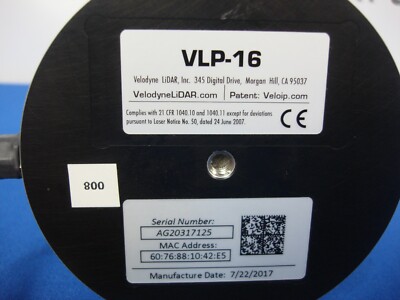 VLP-16
Velodyne LiDAR, Inc. 345 Digital Drive, Morgan Hill, CA 95037
VelodyneLiDAR.com | Patent: Veloip.com
Complies with 21 CFR 1040.10 and 1040.11 except for deviations
pursuant to Laser Notice No. 50, dated 24 June 2007.
CE
800
Serial Number:
AG20317125
MAC Address:
60:76:88:10:42:E5
Manufacture Date: 7/22/2017